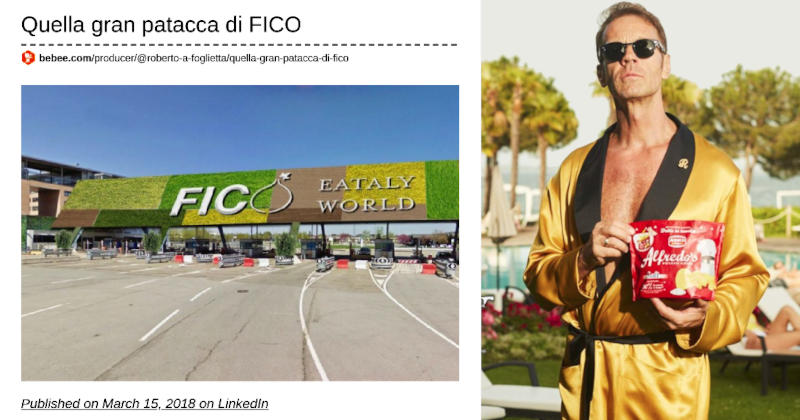 Quella gran patacca di FICO
bebee.com/producer/@roberto-a-foglietta/quella-gran-patacca-di-fico
FICO EATALY
WORLD
Published on March 15, 2018 on LinkedIn
R
Alfredo's